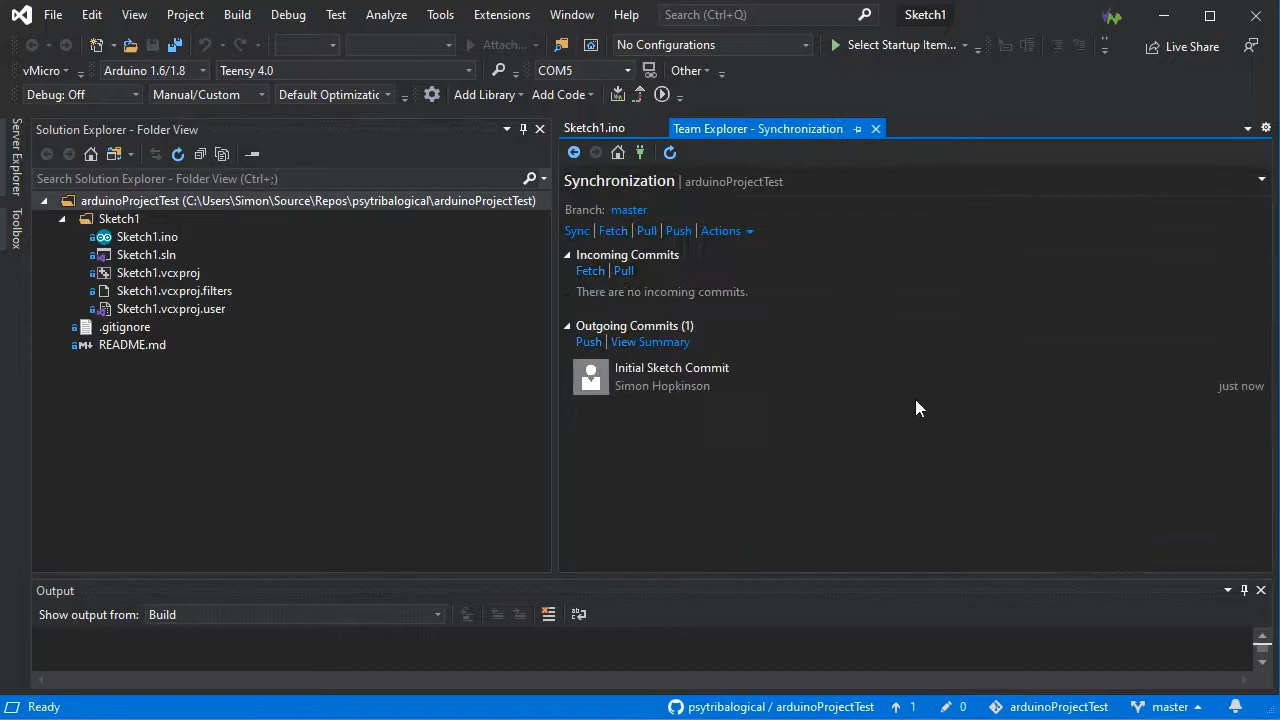 File Edit View Project Build Debug Test Analyze Tools Extensions Window Help Search (Ctrl+Q) Sketch1
Attach... No Configurations Select Startup Item... Live Share
vMicro Arduino 1.6/1.8 Teensy 4.0 COM5 Other
Debug: Off Manual/Custom Default Optimizatic Add Library Add Code
Server Explorer
Toolbox
Solution Explorer - Folder View
Search Solution Explorer - Folder View (Ctrl+;)
arduinoProjectTest (C:\Users\Simon\Source\Repos\psytribalogical\arduinoProjectTest)
Sketch1
Sketch1.ino
Sketch1.sln
Sketch1.vcxproj
Sketch1.vcxproj.filters
Sketch1.vcxproj.user
.gitignore
README.md
Sketch1.ino Team Explorer - Synchronization
Synchronization | arduinoProjectTest
Branch: master
Sync | Fetch | Pull | Push | Actions
Incoming Commits
Fetch | Pull
There are no incoming commits.
Outgoing Commits (1)
Push | View Summary
Initial Sketch Commit
Simon Hopkinson just now
Output
Show output from: Build
Ready psytribalogical / arduinoProjectTest 1 0 arduinoProjectTest master